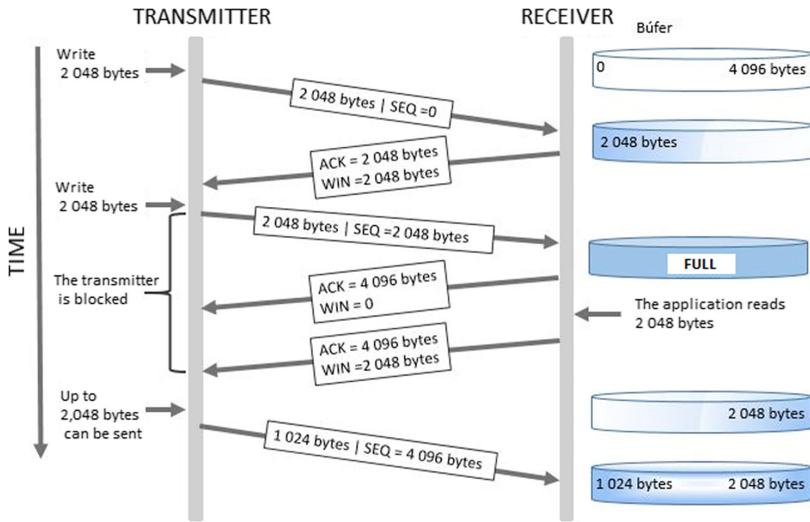 TRANSMITTER
RECEIVER
Búfer
Write
2 048 bytes
0
4 096 bytes
2 048 bytes | SEQ =0
2 048 bytes
ACK = 2 048 bytes
WIN =2 048 bytes
Write
2 048 bytes
2 048 bytes | SEQ =2 048 bytes
TIME
FULL
The transmitter
is blocked
ACK = 4 096 bytes
WIN = 0
The application reads
2 048 bytes
ACK = 4 096 bytes
WIN =2 048 bytes
Up to
2,048 bytes
can be sent
2 048 bytes
1 024 bytes | SEQ = 4 096 bytes
1 024 bytes
2 048 bytes